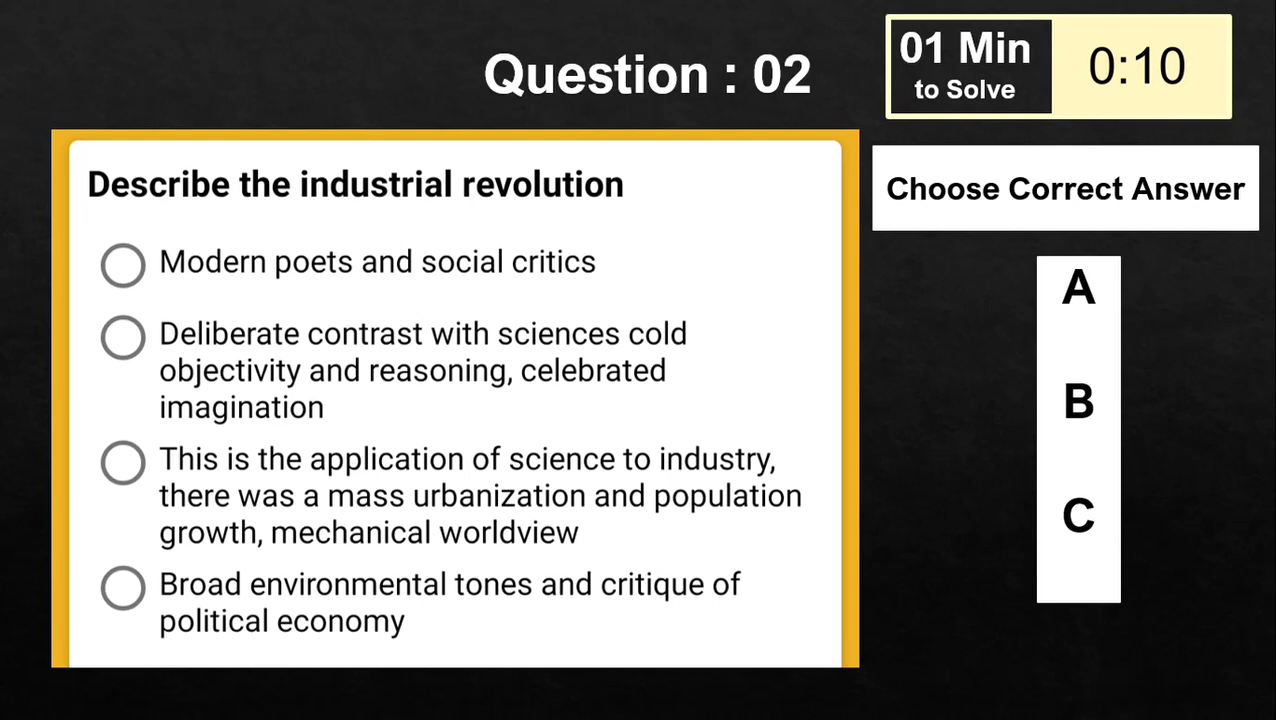 Question : 02
01 Min
to Solve
0:10
Describe the industrial revolution
Modern poets and social critics
Deliberate contrast with sciences cold
objectivity and reasoning, celebrated
imagination
This is the application of science to industry,
there was a mass urbanization and population
growth, mechanical worldview
Broad environmental tones and critique of
political economy
Choose Correct Answer
A
B
C